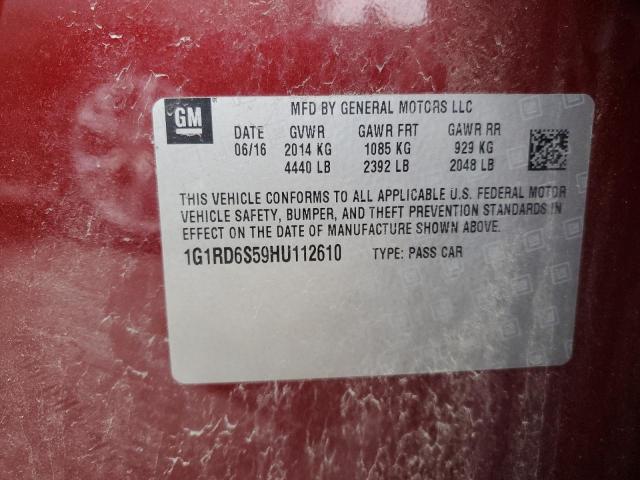 GM
MFD BY GENERAL MOTORS LLC
DATE GVWR GAWR FRT GAWR RR
06/16 2014 KG 1085 KG 929 KG
4440 LB 2392 LB 2048 LB
THIS VEHICLE CONFORMS TO ALL APPLICABLE U.S. FEDERAL MOTOR
VEHICLE SAFETY, BUMPER, AND THEFT PREVENTION STANDARDS IN
EFFECT ON THE DATE OF MANUFACTURE SHOWN ABOVE.
1G1RD6S59HU112610 TYPE: PASS CAR